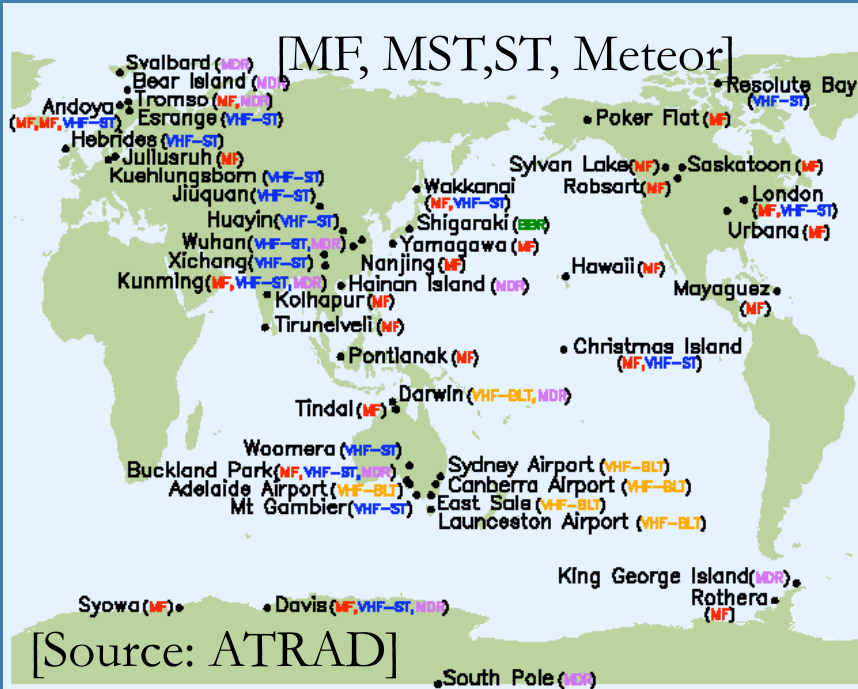 [MF, MST,ST, Meteor]
Svalbard (MDR)
Bear Island (MDR)
Resolute Bay
(VHF-ST)
Andoya
Tromso (MF,MDR)
(MF,MF,VHF-ST)
Esrange (VHF-ST)
Poker Flat (MF)
Hebrides (VHF-ST)
Juliusruh (MF)
Sylvan Lake(MF)
Saskatoon (MF)
Kuehlungsborn (VHF-ST)
Robsart(MF)
Wakkanai
(MF,VHF-ST)
Jiuquan(VHF-ST)
London
(MF,VHF-ST)
Huayin(VHF-ST)
Shigaraki (BBR)
Urbana (MF)
Wuhan(VHF-ST,MDR)
Yamagawa (MF)
Xichang(VHF-ST)
Nanjing(MF)
Hawaii (MF)
Kunming(MF,VHF-ST,MDR)
Hainan Island (MDR)
Mayaguez
(MF)
Kolhapur(MF)
Tirunelveli (MF)
Pontianak (MF)
Christmas Island
(MF,VHF-ST)
Darwin(VHF-BLT,MDR)
Tindal(MF)
Woomera (VHF-ST)
Buckland Park(MF,VHF-ST,MDR)
Sydney Airport (VHF-BLT)
Adelaide Airport(VHF-BLT)
Canberra Airport (VHF-BLT)
Mt Gambier(VHF-ST)
East Sale (VHF-BLT)
Launceston Airport (VHF-BLT)
King George Island(MDR)
Rothera
(MF)
Syowa(MF)
Davis(MF,VHF-ST,MDR)
[Source: ATRAD]
South Pole (MDR)